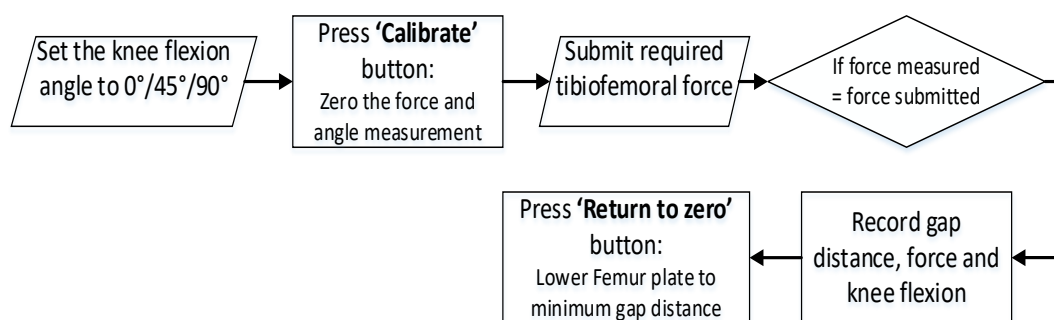 Set the knee flexion
angle to 0°/45°/90°
Press ‘Calibrate’
button:
Zero the force and
angle measurement
Submit required
tibiofemoral force
If force measured
= force submitted
Record gap
distance, force and
knee flexion
Press ‘Return to zero’
button:
Lower Femur plate to
minimum gap distance